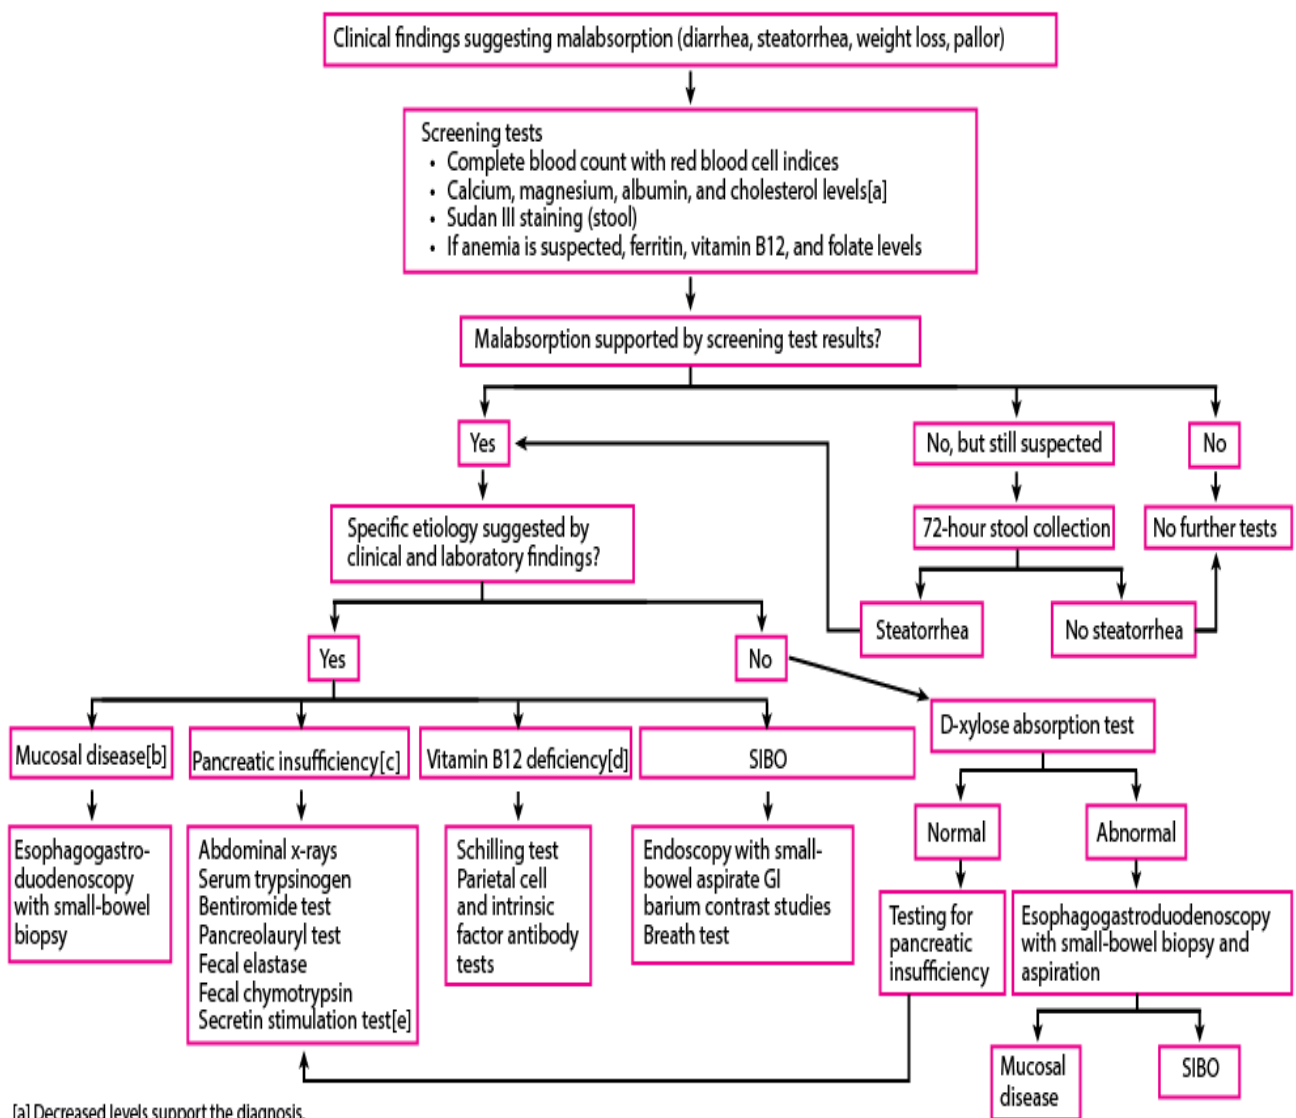 Clinical findings suggesting malabsorption (diarrhea, steatorrhea, weight loss, pallor)
Screening tests
• Complete blood count with red blood cell indices
• Calcium, magnesium, albumin, and cholesterol levels[a]
• Sudan III staining (stool)
• If anemia is suspected, ferritin, vitamin B12, and folate levels
Malabsorption supported by screening test results?
Yes
No, but still suspected
No
Specific etiology suggested by
clinical and laboratory findings?
72-hour stool collection
No further tests
Steatorrhea
No steatorrhea
Yes
No
D-xylose absorption test
Mucosal disease[b]
Pancreatic insufficiency[c]
Vitamin B12 deficiency[d]
SIBO
Normal
Abnormal
Esophagogastro-
duodenoscopy
with small-bowel
biopsy
Abdominal x-rays
Serum trypsinogen
Bentiromide test
Pancreolauryl test
Fecal elastase
Fecal chymotrypsin
Secretin stimulation test[e]
Schilling test
Parietal cell
and intrinsic
factor antibody
tests
Endoscopy with small-
bowel aspirate GI
barium contrast studies
Breath test
Testing for
pancreatic
insufficiency
Esophagogastroduodenoscopy
with small-bowel biopsy and
aspiration
Mucosal
disease
SIBO
[a] Decreased levels support the diagnosis.